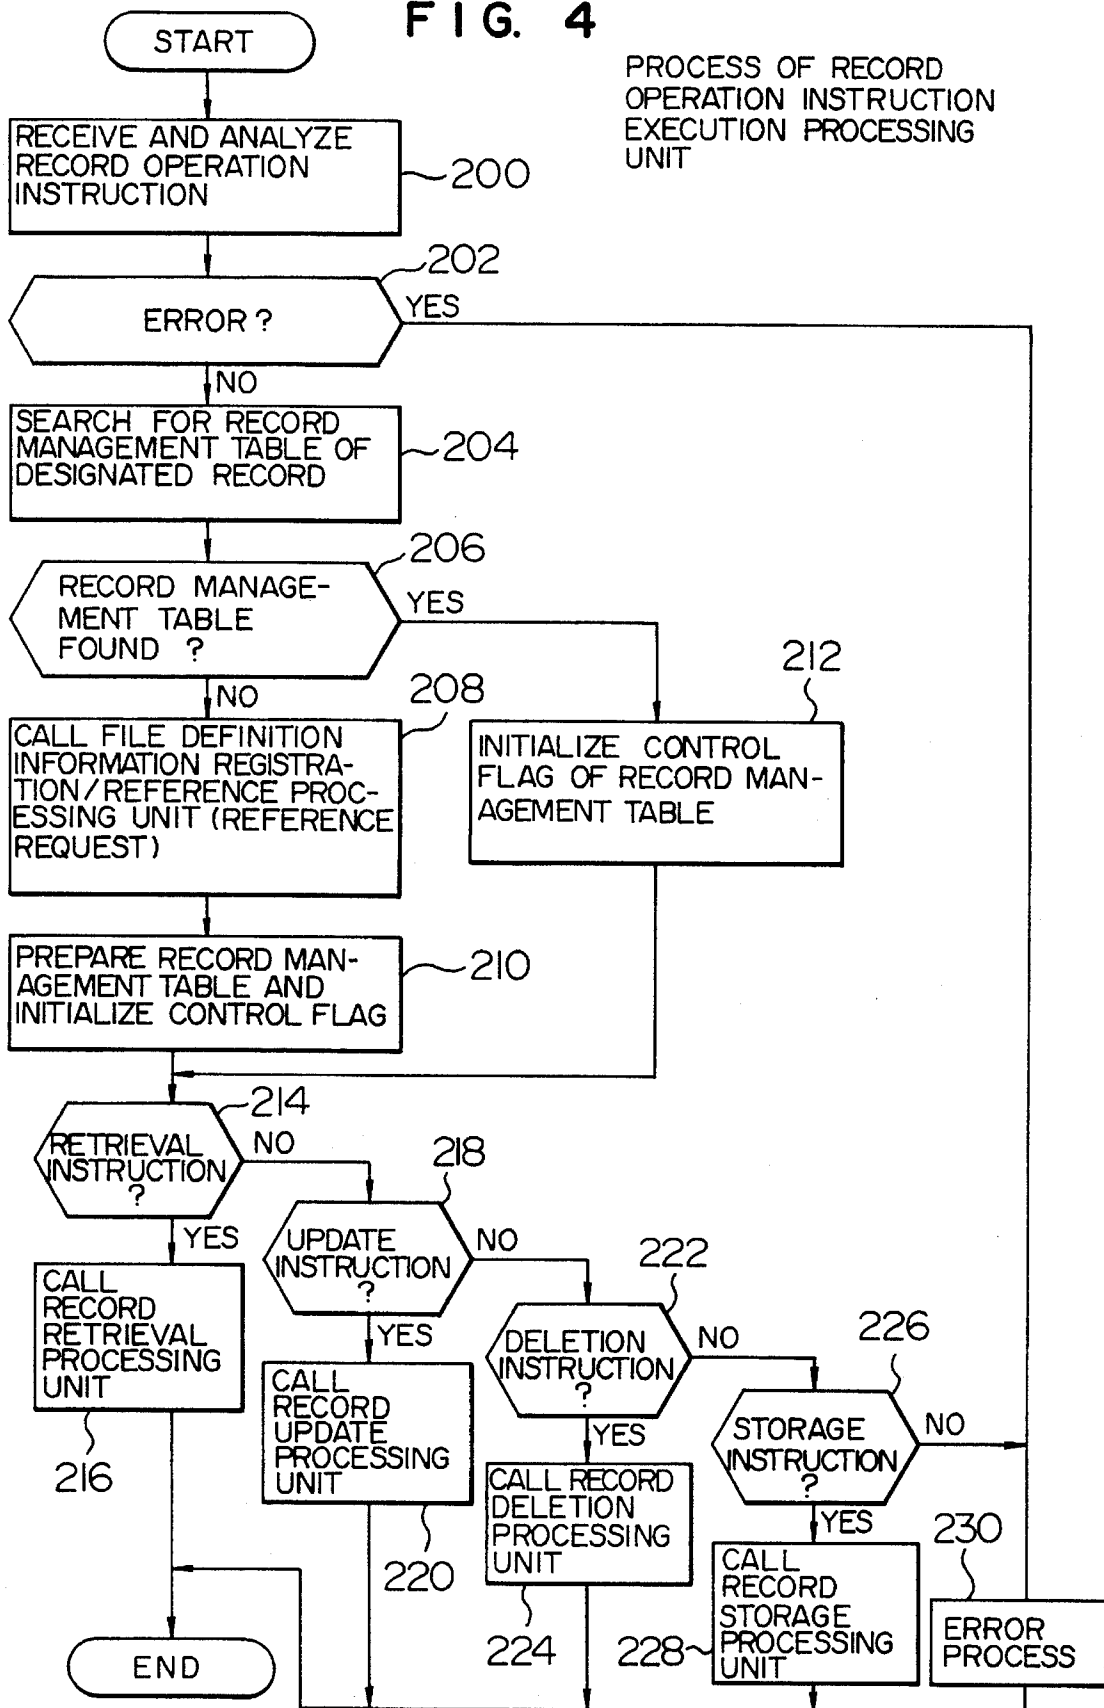 FIG. 4
PROCESS OF RECORD
OPERATION INSTRUCTION
EXECUTION PROCESSING
UNIT
START
RECEIVE AND ANALYZE
RECORD OPERATION
INSTRUCTION
200
202
ERROR?
YES
NO
SEARCH FOR RECORD
MANAGEMENT TABLE OF
DESIGNATED RECORD
204
206
RECORD MANAGE-
MENT TABLE
FOUND ?
YES
NO
208
CALL FILE DEFINITION
INFORMATION REGISTRA-
TION/REFERENCE PROC-
ESSING UNIT (REFERENCE
REQUEST)
212
INITIALIZE CONTROL
FLAG OF RECORD MAN-
AGEMENT TABLE
PREPARE RECORD MAN-
AGEMENT TABLE AND
INITIALIZE CONTROL FLAG
210
214
RETRIEVAL
INSTRUCTION
?
NO
YES
CALL
RECORD
RETRIEVAL
PROCESSING
UNIT
216
218
UPDATE
INSTRUCTION
?
NO
YES
CALL
RECORD
UPDATE
PROCESSING
UNIT
220
222
DELETION
INSTRUCTION
?
NO
YES
CALL RECORD
DELETION
PROCESSING
UNIT
224
226
STORAGE
INSTRUCTION
?
NO
YES
CALL
RECORD
STORAGE
PROCESSING
UNIT
228
230
ERROR
PROCESS
END